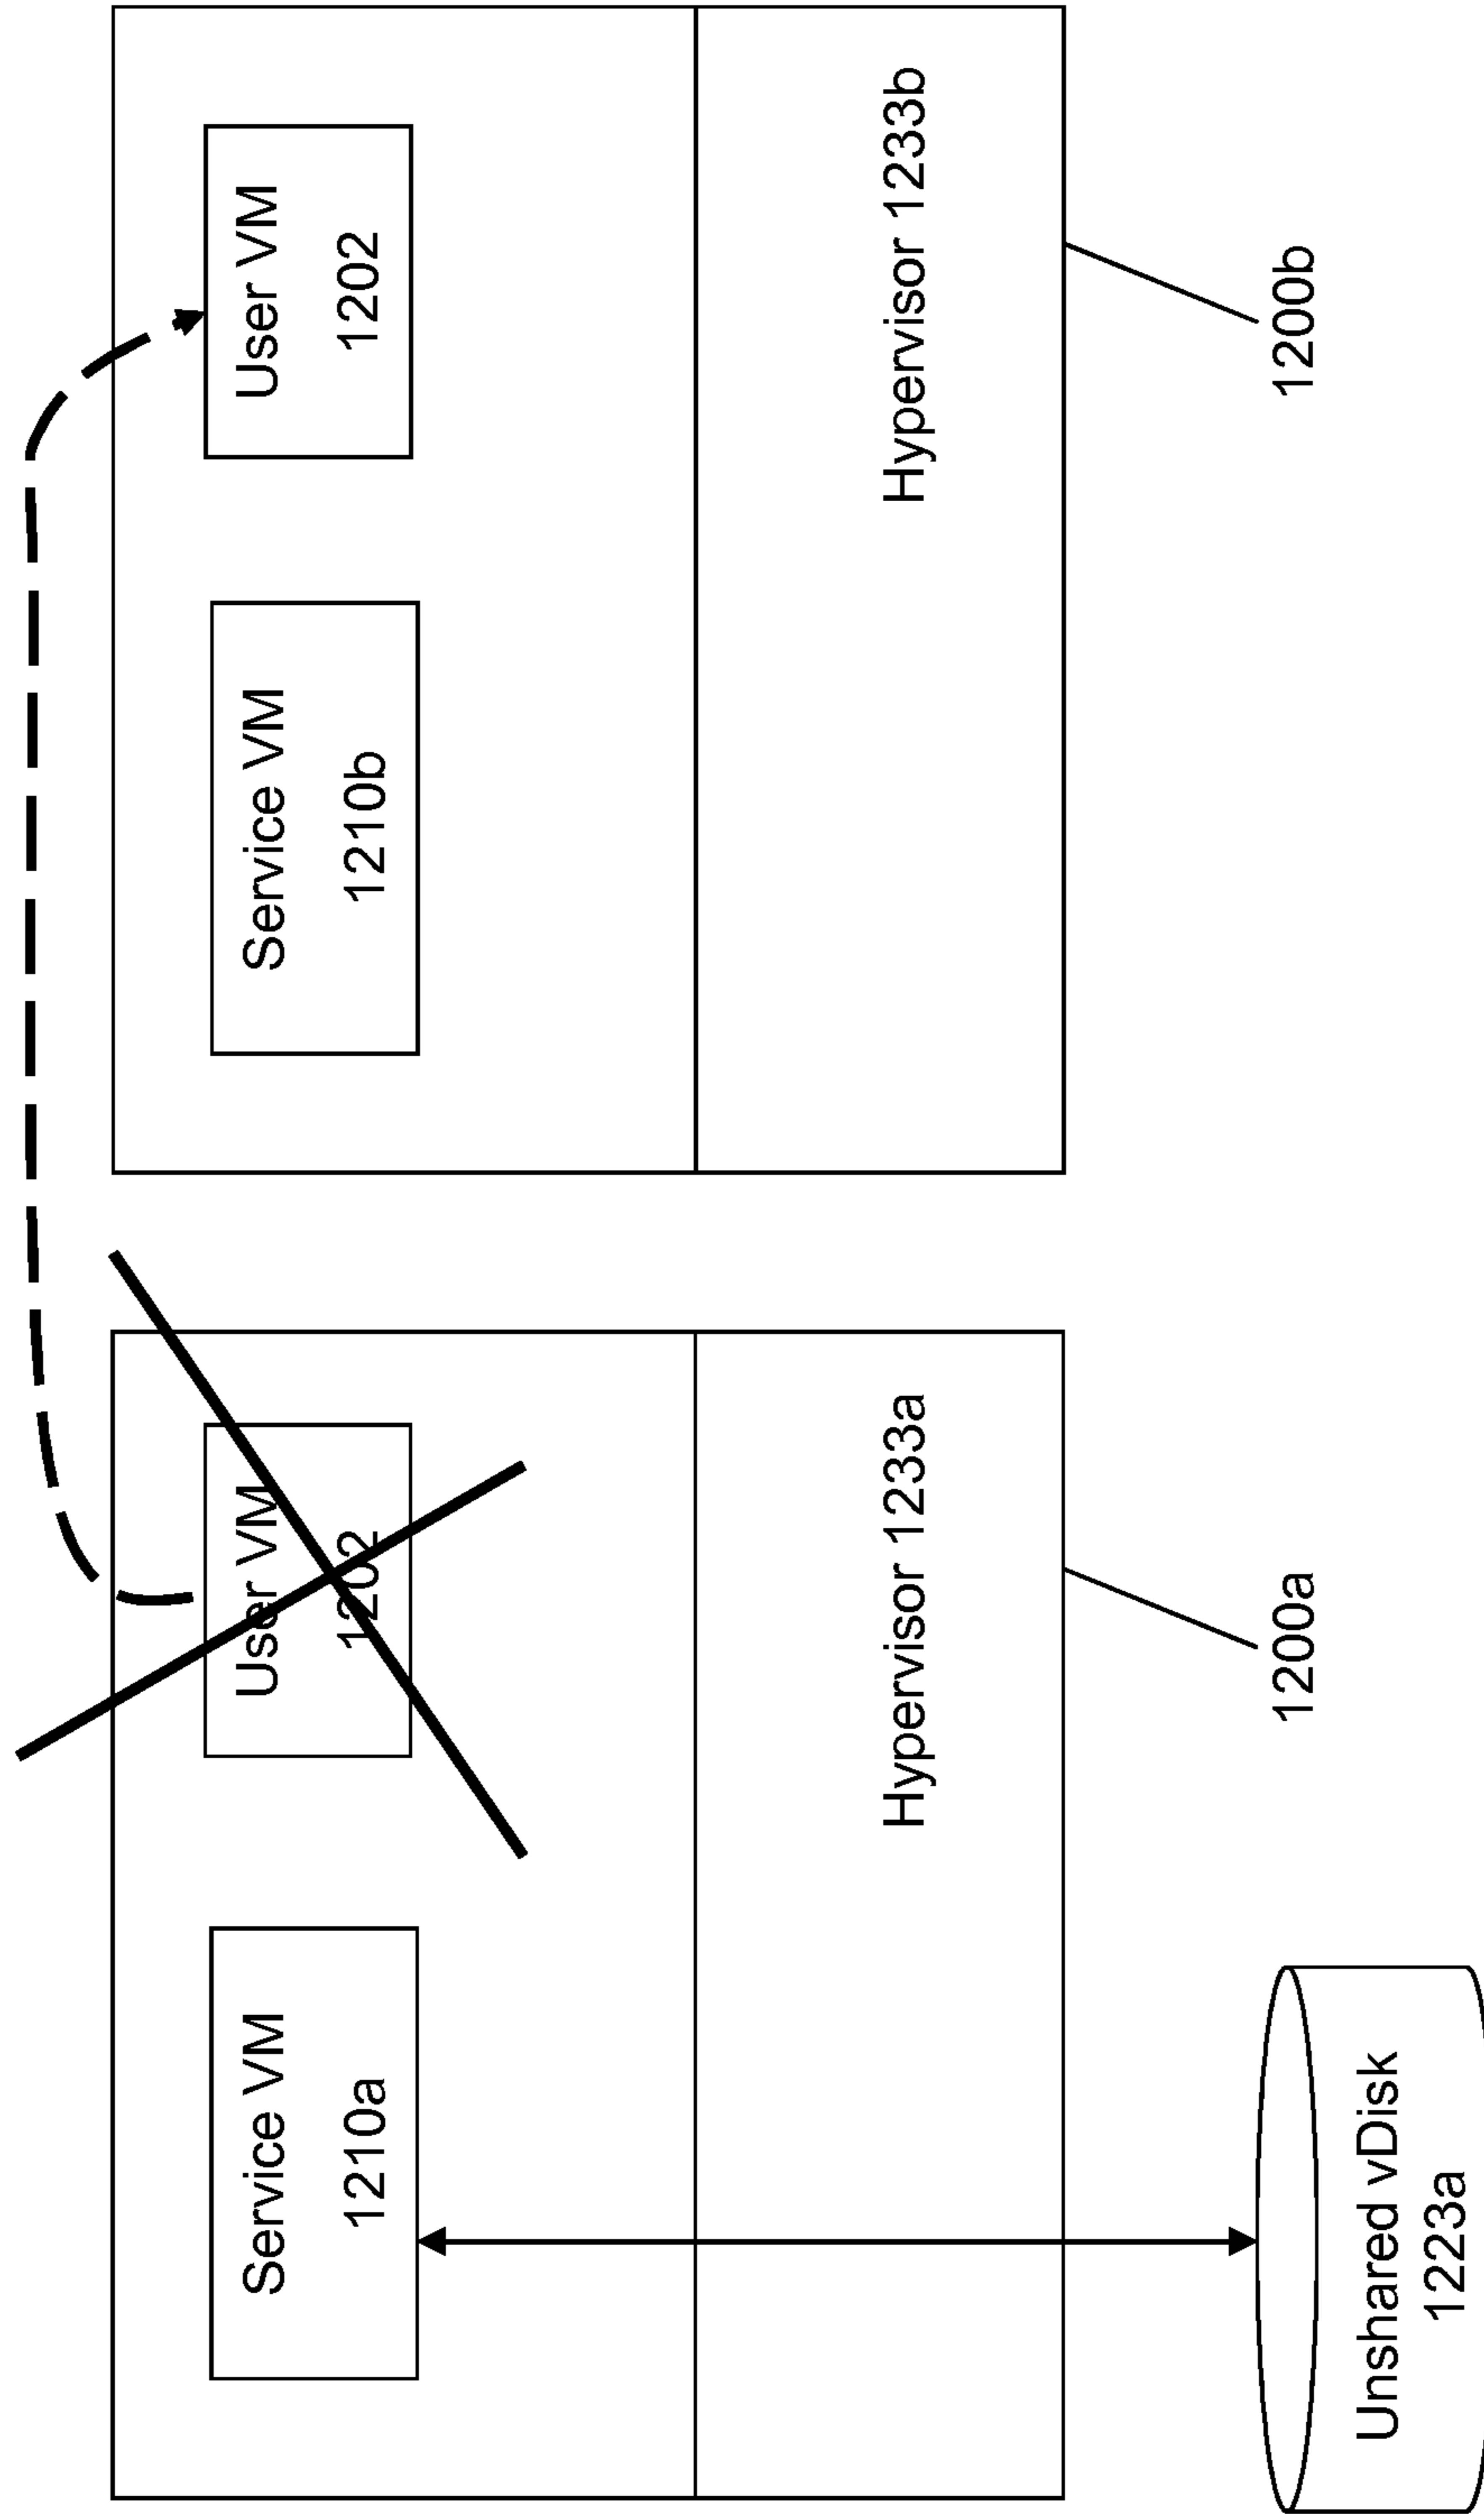 Service VM
1210a
User VM
1202
Hypervisor 1233a
1200a
Unshared vDisk
1223a
Service VM
1210b
User VM
1202
Hypervisor 1233b
1200b